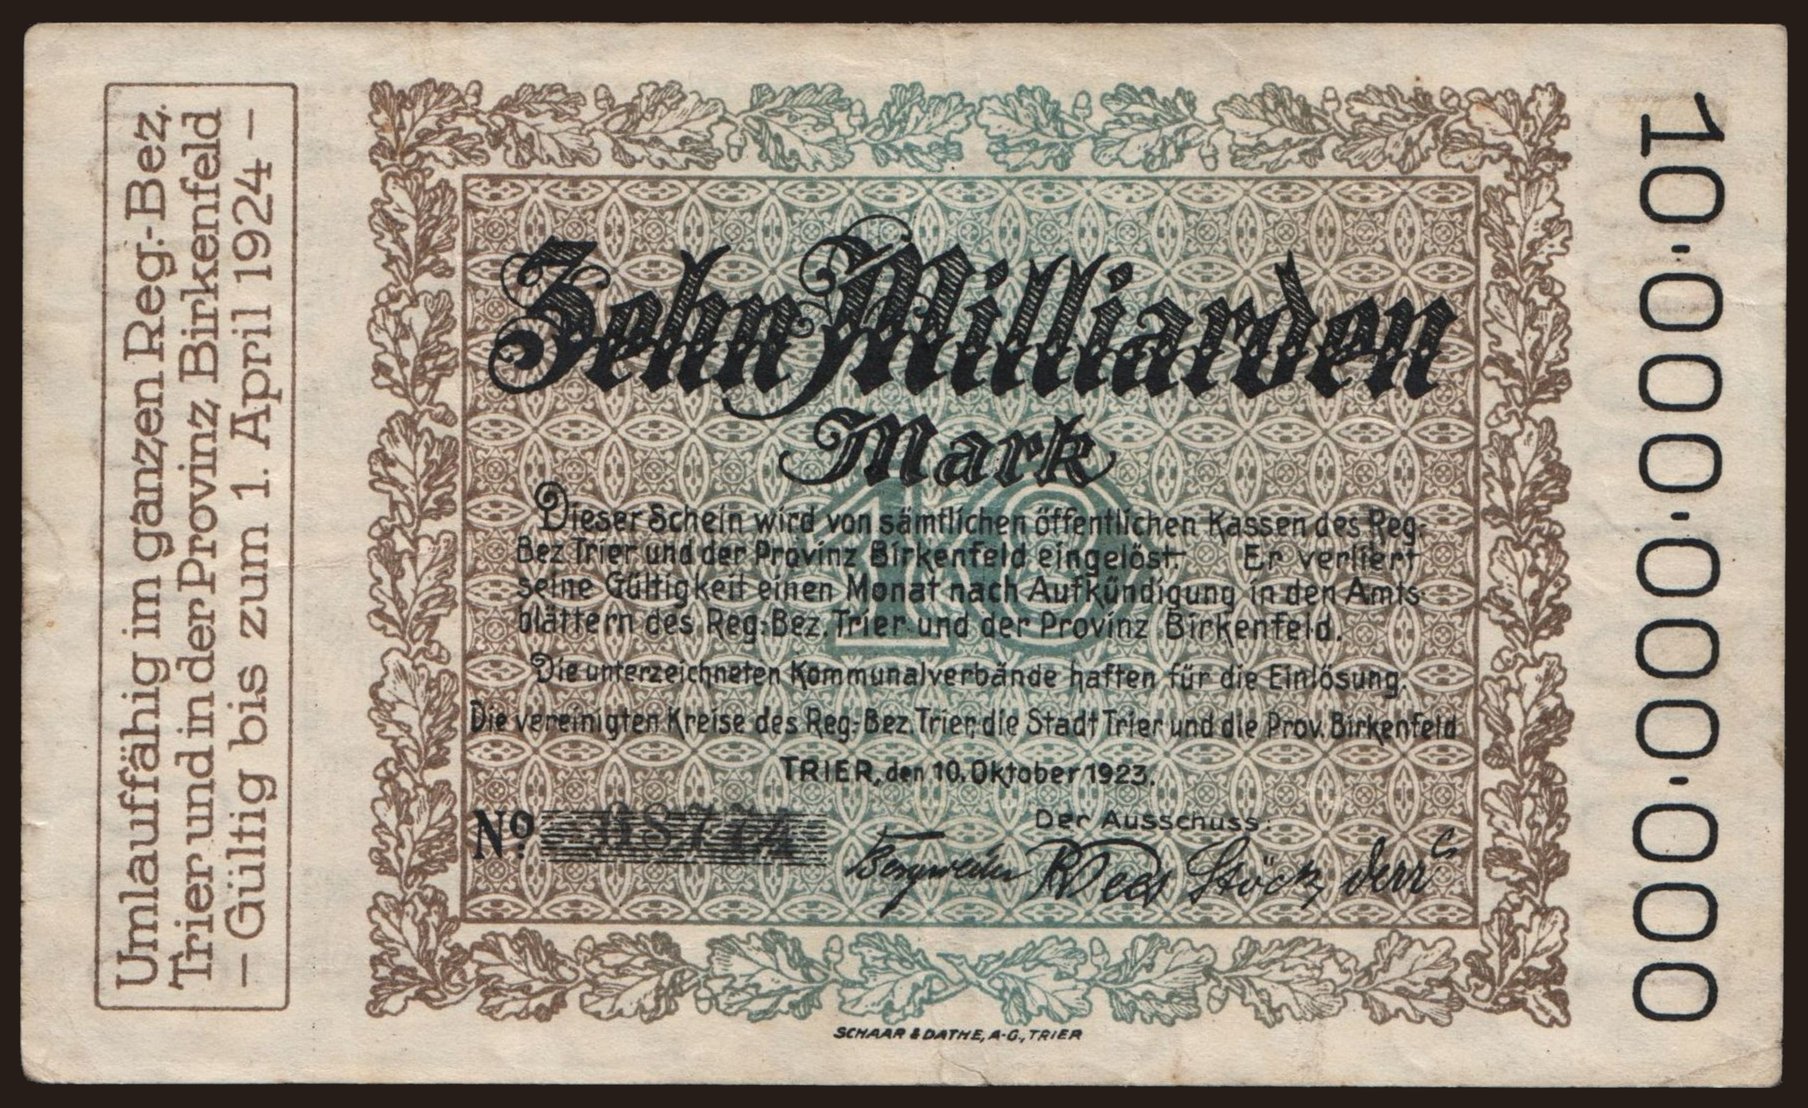 Umlauffähig im ganzen Reg.-Bez.
Trier und in der Provinz Birkenfeld
— Gültig bis zum 1. April 1924 —
Zehn Milliarden
Mark
10
Dieser Schein wird von sämtlichen öffentlichen Kassen des Reg.-
Bez Trier und der Provinz Birkenfeld eingelöst. Er verliert
seine Gültigkeit einen Monat nach Aufkündigung in den Amts
blättern des Reg.-Bez. Trier und der Provinz Birkenfeld.
Die unterzeichneten Kommunalverbände haften für die Einlösung.
Die vereinigten Kreise des Reg.-Bez. Trier, die Stadt Trier und die Prov. Birkenfeld
TRIER, den 10. Oktober 1923.
No.
Der Ausschuss:
SCHAAR & DATHE, A-G., TRIER
10.000.000.000